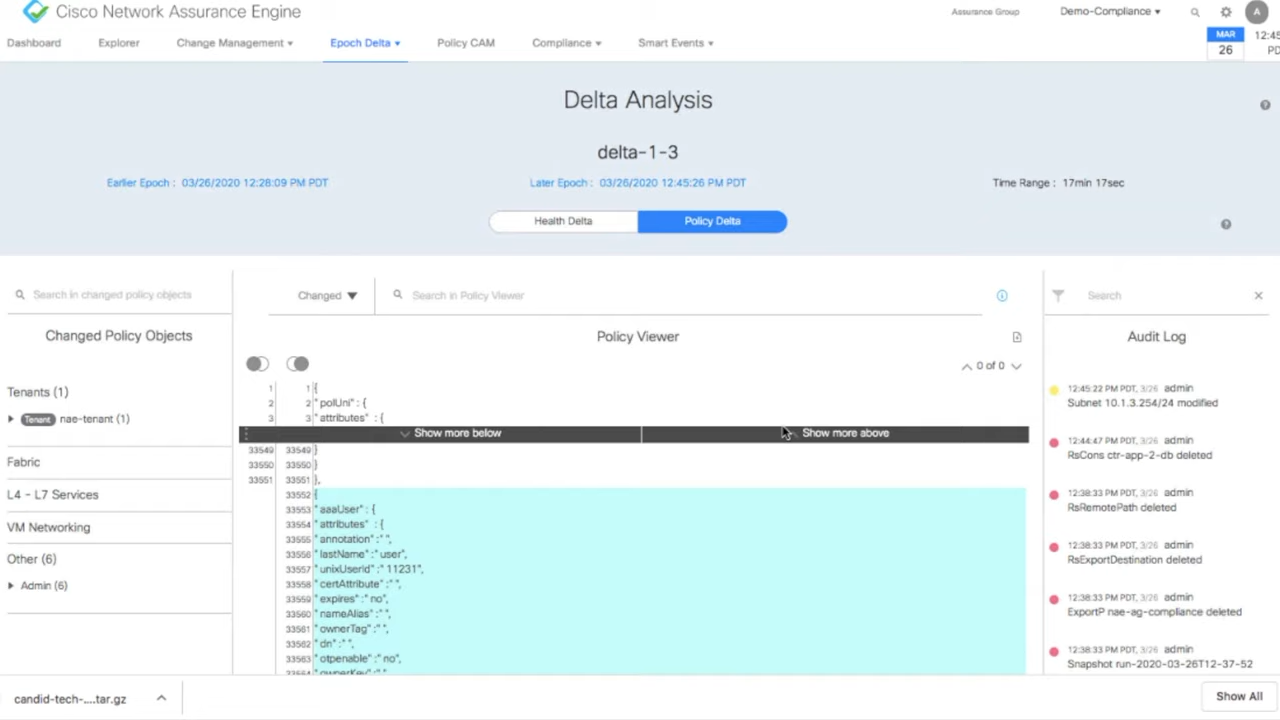 Cisco Network Assurance Engine
Assurance Group
Demo-Compliance
A
Dashboard
Explorer
Change Management
Epoch Delta
Policy CAM
Compliance
Smart Events
MAR
26
12:45
PD
Delta Analysis
delta-1-3
Earlier Epoch : 03/26/2020 12:28:09 PM PDT
Later Epoch : 03/26/2020 12:45:26 PM PDT
Time Range : 17min 17sec
Health Delta
Policy Delta
Search in changed policy objects
Changed Policy Objects
Tenants (1)
Tenant nae-tenant (1)
Fabric
L4 - L7 Services
VM Networking
Other (6)
Admin (6)
Changed
Search in Policy Viewer
Policy Viewer
0 of 0
1 1 {
2 2 "polUni" : {
3 3 "attributes" : {
Show more below
Show more above
33549 33549 }
33550 33550 }
33551 33551 },
33552 {
33553 "aaaUser" : {
33554 "attributes" : {
33555 "annotation" :"",
33556 "lastName" :"user",
33557 "unixUserId" :"11231",
33558 "certAttribute" :"",
33559 "expires" :"no",
33560 "nameAlias" :"",
33561 "ownerTag" :"",
33562 "dn" :"",
33563 "otpenable" :"no",
33564 "ownerKey" :""
Search
Audit Log
12:45:22 PM PDT, 3/26 admin
Subnet 10.1.3.254/24 modified
12:44:47 PM PDT, 3/26 admin
RsCons ctr-app-2-db deleted
12:38:33 PM PDT, 3/26 admin
RsRemotePath deleted
12:38:33 PM PDT, 3/26 admin
RsExportDestination deleted
12:38:33 PM PDT, 3/26 admin
ExportP nae-ag-compliance deleted
12:38:33 PM PDT, 3/26 admin
Snapshot run-2020-03-26T12-37-52
candid-tech-....tar.gz
Show All